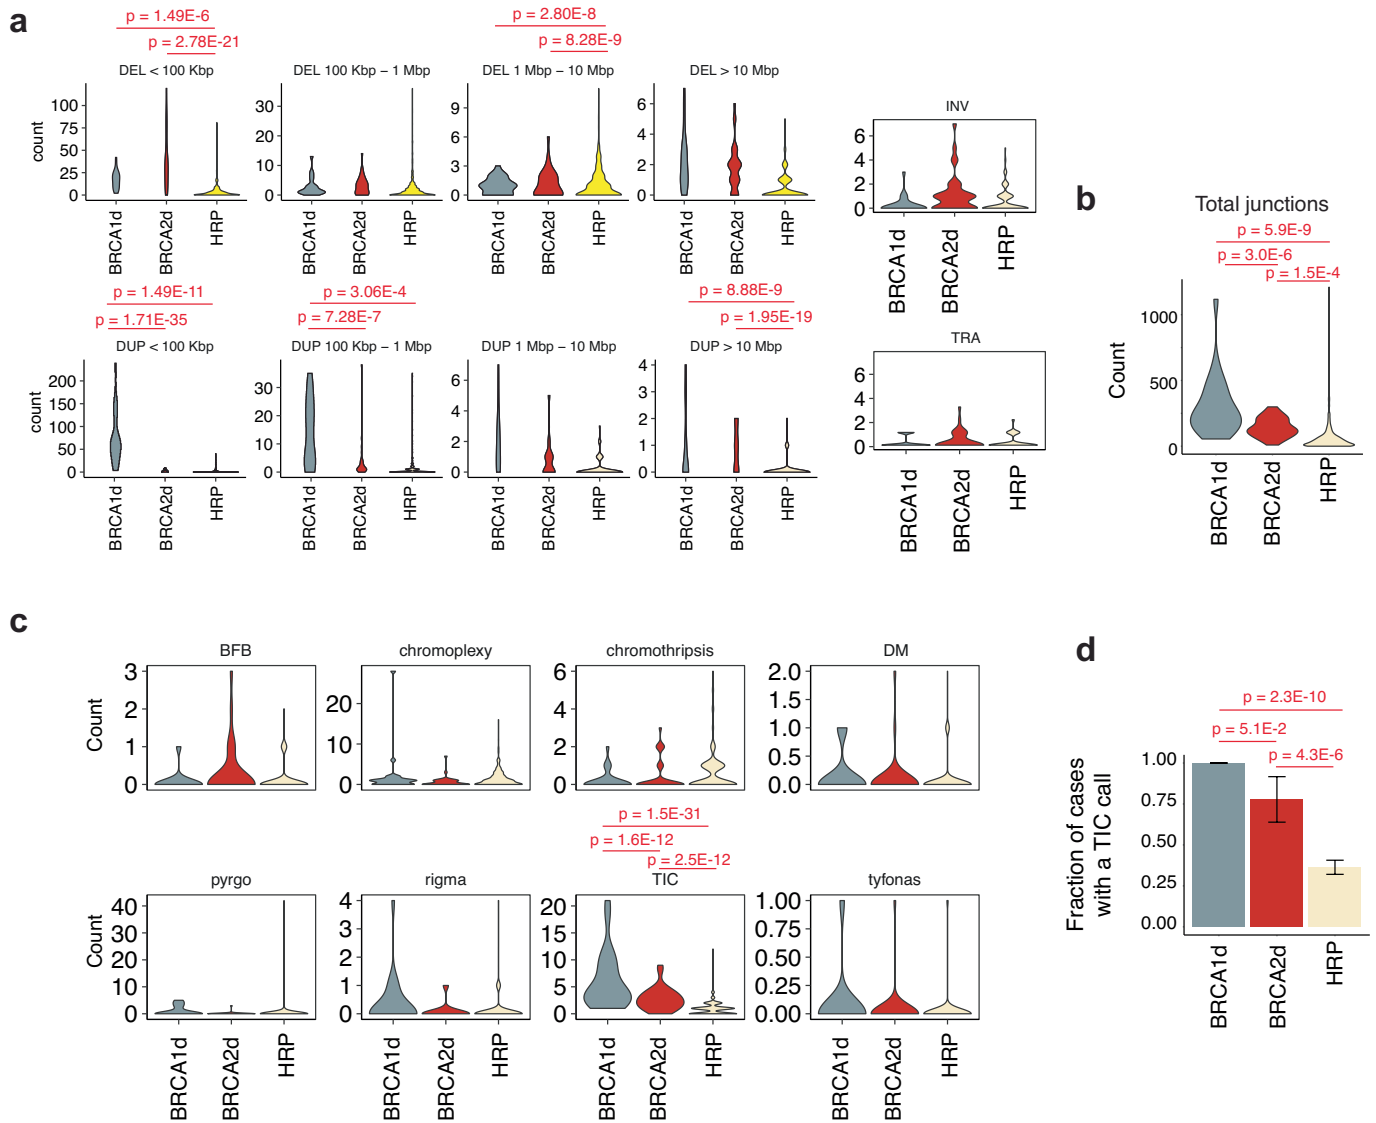 a
p = 1.49E-6
p = 2.78E-21
p = 2.80E-8
p = 8.28E-9
DEL < 100 Kbp
DEL 100 Kbp − 1 Mbp
DEL 1 Mbp − 10 Mbp
DEL > 10 Mbp
count
100
75
50
25
0
30
20
10
0
9
6
3
0
6
4
2
0
BRCA1d
BRCA2d
HRP
BRCA1d
BRCA2d
HRP
BRCA1d
BRCA2d
HRP
BRCA1d
BRCA2d
HRP
INV
6
4
2
0
BRCA1d
BRCA2d
HRP
p = 1.49E-11
p = 1.71E-35
p = 3.06E-4
p = 7.28E-7
p = 8.88E-9
p = 1.95E-19
DUP < 100 Kbp
DUP 100 Kbp − 1 Mbp
DUP 1 Mbp − 10 Mbp
DUP > 10 Mbp
count
200
150
100
50
0
30
20
10
0
6
4
2
0
4
3
2
1
0
BRCA1d
BRCA2d
HRP
BRCA1d
BRCA2d
HRP
BRCA1d
BRCA2d
HRP
BRCA1d
BRCA2d
HRP
TRA
6
4
2
0
BRCA1d
BRCA2d
HRP
b
Total junctions
p = 5.9E-9
p = 3.0E-6
p = 1.5E-4
Count
1000
500
0
BRCA1d
BRCA2d
HRP
c
BFB
chromoplexy
chromothripsis
DM
Count
3
2
1
0
20
10
0
6
4
2
0
2.0
1.5
1.0
0.5
0.0
p = 1.5E-31
p = 1.6E-12
p = 2.5E-12
pyrgo
rigma
TIC
tyfonas
Count
40
30
20
10
0
4
3
2
1
0
20
15
10
5
0
1.00
0.75
0.50
0.25
0.00
BRCA1d
BRCA2d
HRP
BRCA1d
BRCA2d
HRP
BRCA1d
BRCA2d
HRP
BRCA1d
BRCA2d
HRP
d
p = 2.3E-10
p = 5.1E-2
p = 4.3E-6
Fraction of cases
with a TIC call
1.00
0.75
0.50
0.25
0.00
BRCA1d
BRCA2d
HRP